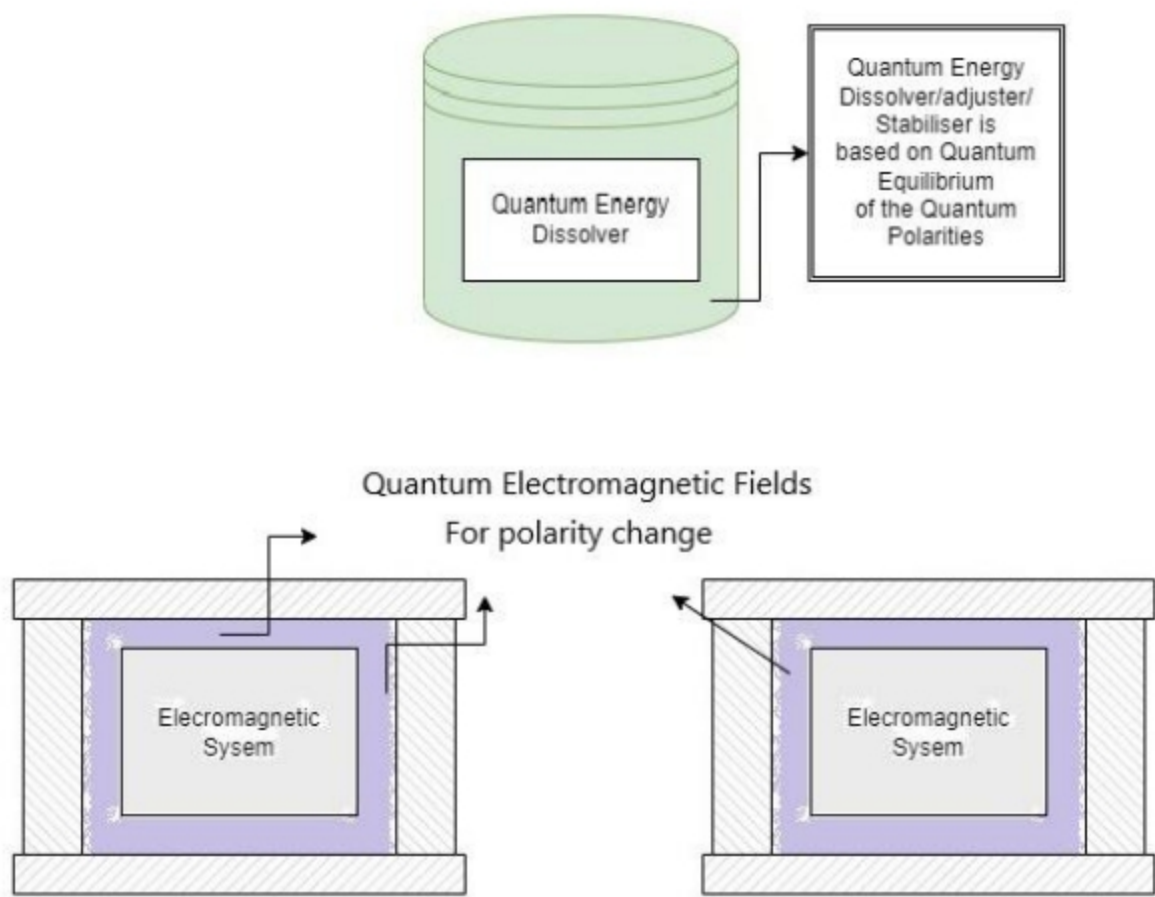 Quantum Energy
Dissolver
Quantum Energy
Dissolver/adjuster/
Stabiliser is
based on Quantum
Equilibrium
of the Quantum
Polarities
Quantum Electromagnetic Fields
For polarity change
Elecromagnetic
Sysem
Elecromagnetic
Sysem